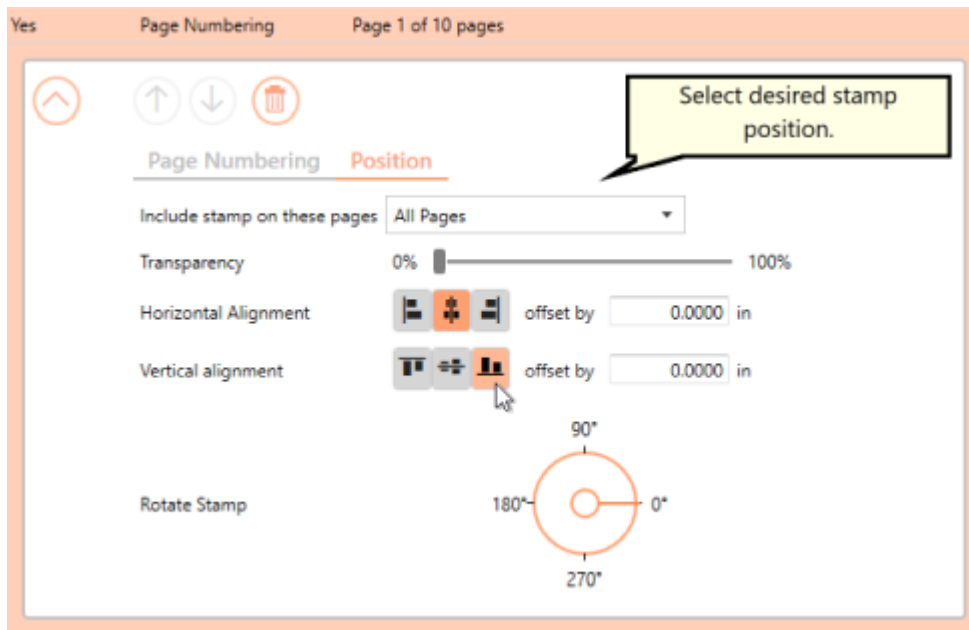 Yes Page Numbering Page 1 of 10 pages
Select desired stamp
position.
Page Numbering Position
Include stamp on these pages All Pages
Transparency 0% 100%
Horizontal Alignment offset by 0.0000 in
Vertical alignment offset by 0.0000 in
90°
Rotate Stamp 180° 0°
270°